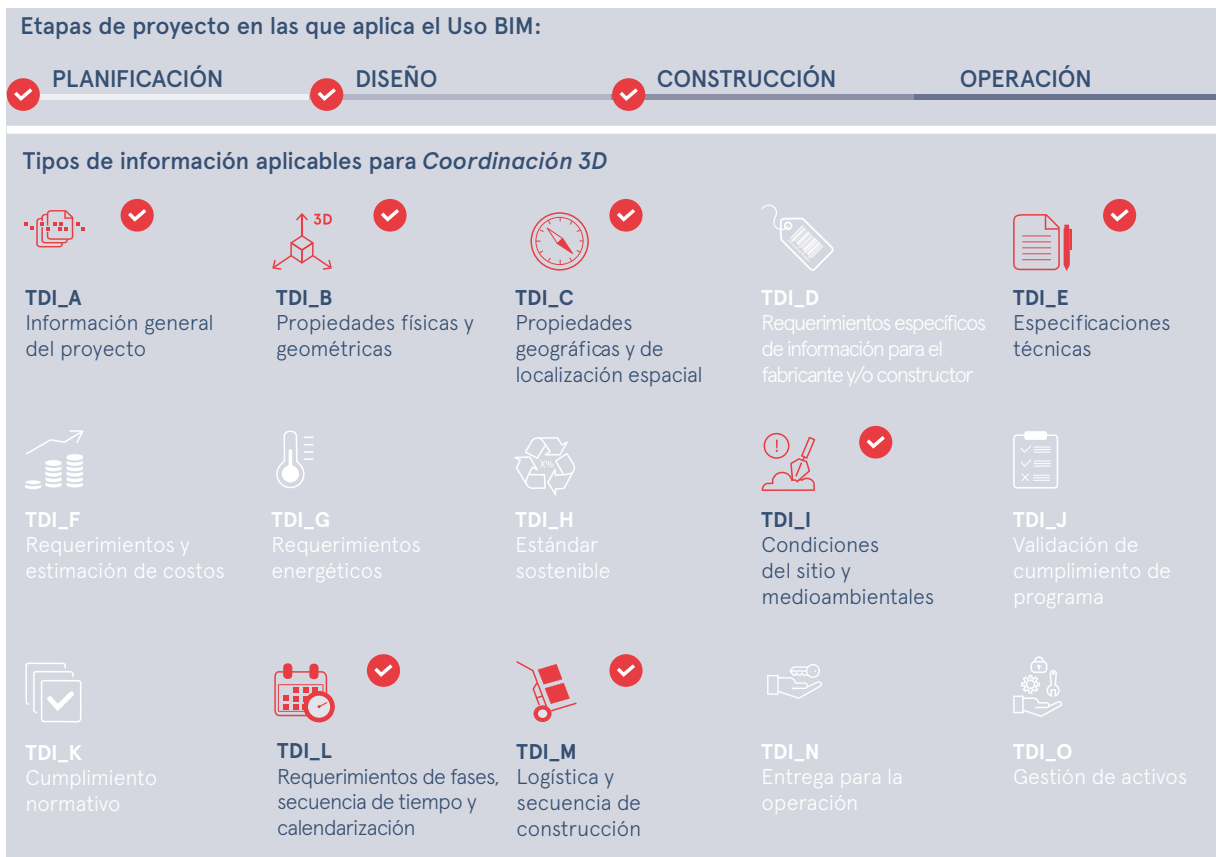 Etapas de proyecto en las que aplica el Uso BIM:
PLANIFICACIÓN DISEÑO CONSTRUCCIÓN OPERACIÓN
Tipos de información aplicables para Coordinación 3D
3D
TDI_A
Información general
del proyecto
TDI_B
Propiedades físicas y
geométricas
TDI_C
Propiedades
geográficas y de
localización espacial
TDI_D
Requerimientos específicos
de información para el
fabricante y/o constructor
TDI_E
Especificaciones
técnicas
TDI_F
Requerimientos y
estimación de costos
TDI_G
Requerimientos
energéticos
X%
TDI_H
Estándar
sostenible
TDI_I
Condiciones
del sitio y
medioambientales
TDI_J
Validación de
cumplimiento de
programa
TDI_K
Cumplimiento
normativo
TDI_L
Requerimientos de fases,
secuencia de tiempo y
calendarización
TDI_M
Logística y
secuencia de
construcción
TDI_N
Entrega para la
operación
TDI_O
Gestión de activos